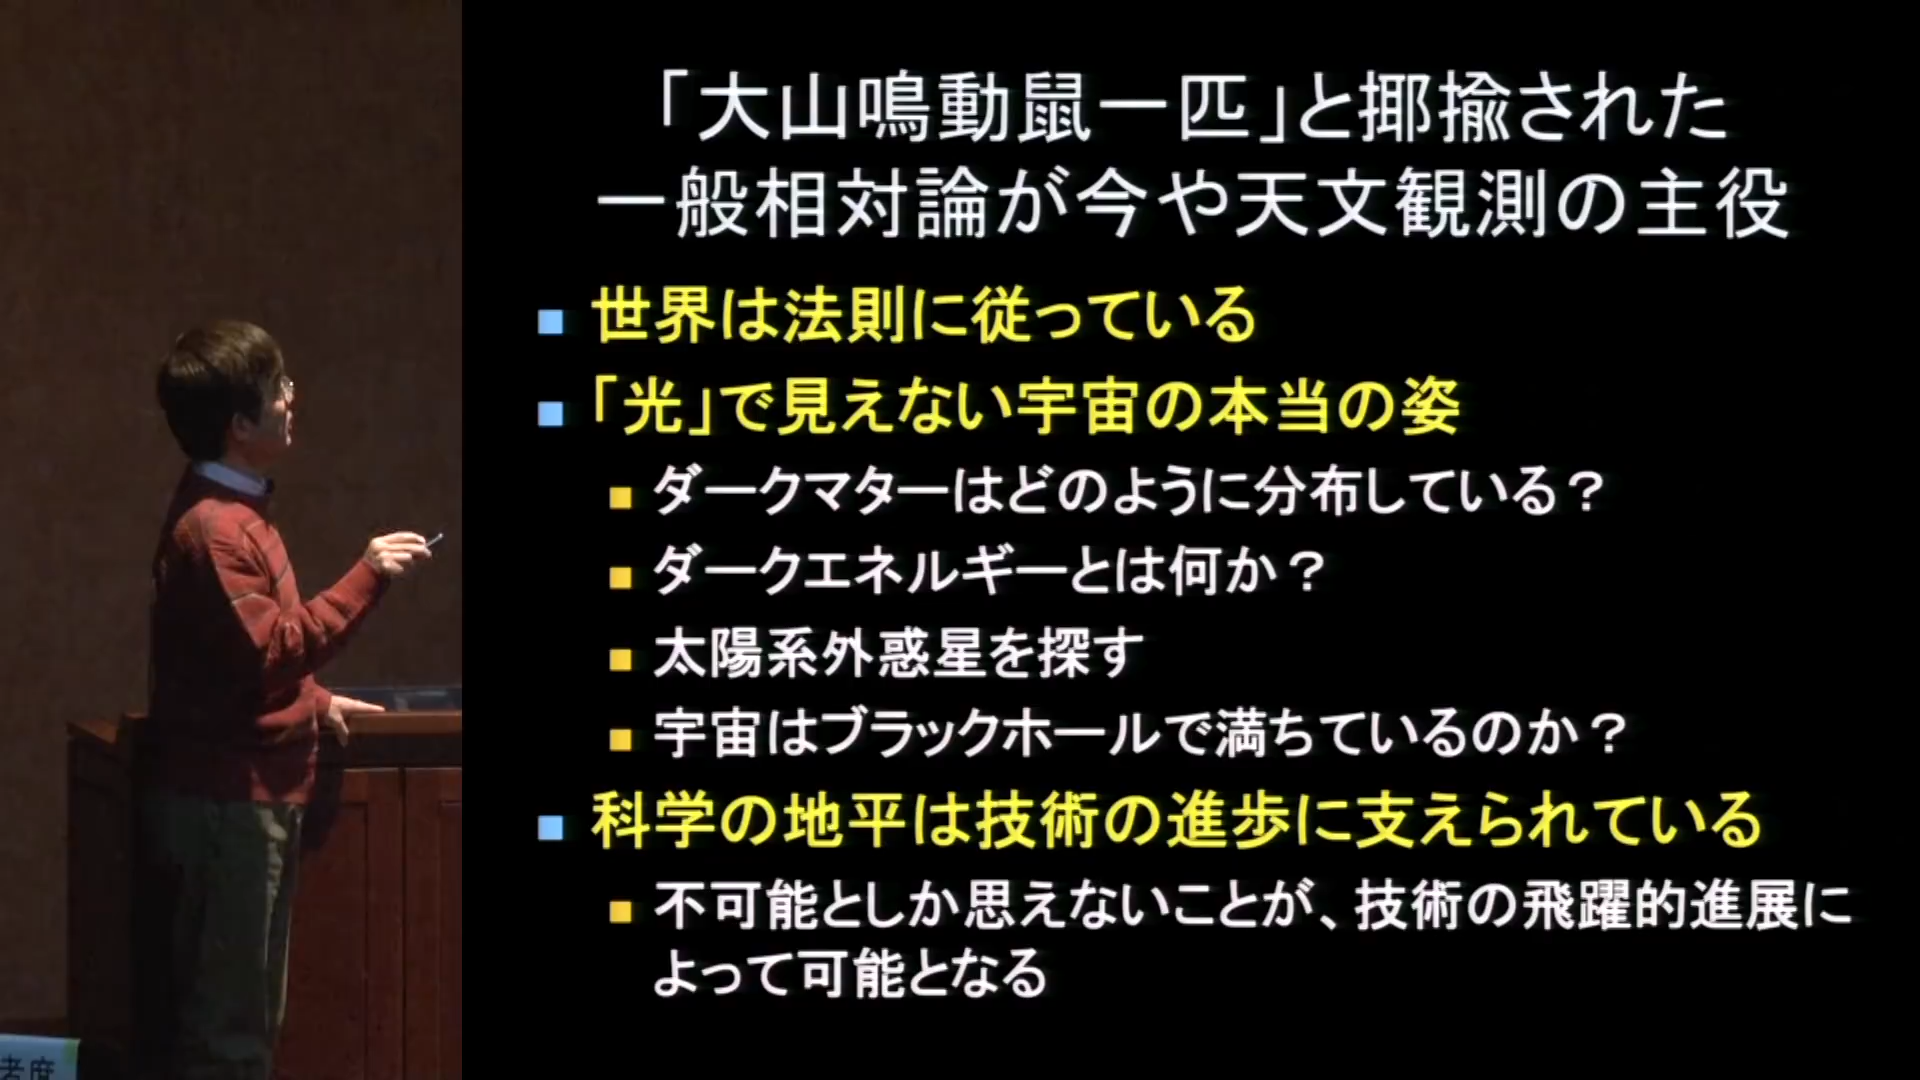 「大山鳴動鼠一匹」と揶揄された
一般相対論が今や天文観測の主役
世界は法則に従っている
「光」で見えない宇宙の本当の姿
ダークマターはどのように分布している？
ダークエネルギーとは何か？
太陽系外惑星を探す
宇宙はブラックホールで満ちているのか？
科学の地平は技術の進歩に支えられている
不可能としか思えないことが、技術の飛躍的進展に
よって可能となる
者席